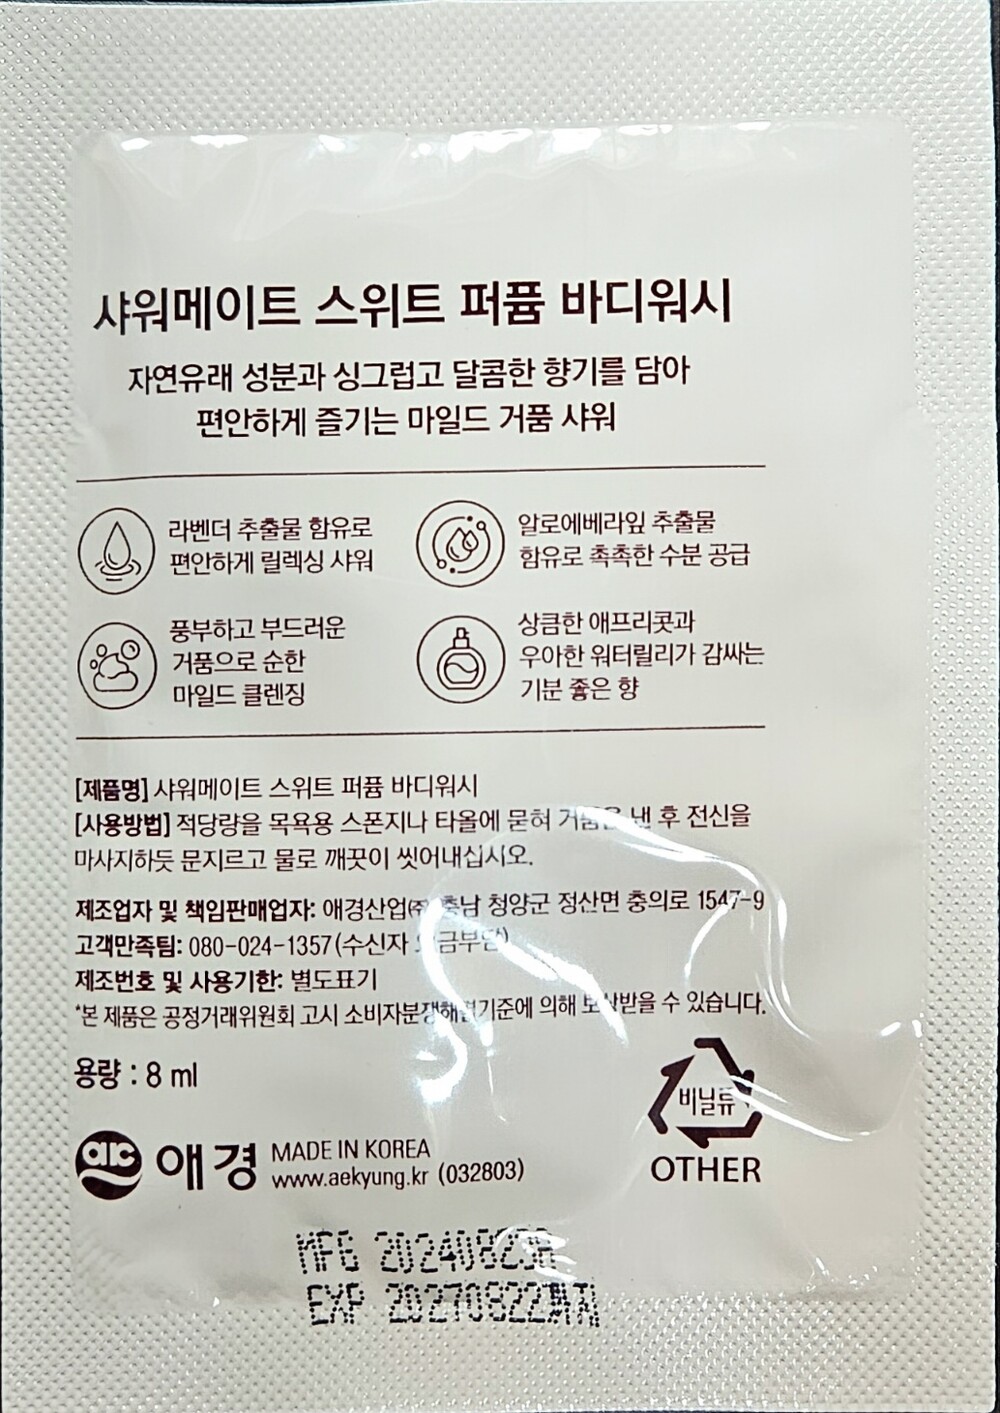 샤워메이트 스위트 퍼퓸 바디워시
자연유래 성분과 싱그럽고 달콤한 향기를 담아
편안하게 즐기는 마일드 거품 샤워
라벤더 추출물 함유로
편안하게 릴렉싱 샤워
알로에베라잎 추출물
함유로 촉촉한 수분 공급
풍부하고 부드러운
거품으로 순한
마일드 클렌징
상큼한 애프리콧과
우아한 워터릴리가 감싸는
기분 좋은 향
[제품명] 샤워메이트 스위트 퍼퓸 바디워시
[사용방법] 적당량을 목욕용 스폰지나 타올에 묻혀 거품을 낸 후 전신을
마사지하듯 문지르고 물로 깨끗이 씻어내십시오.
제조업자 및 책임판매업자: 애경산업㈜ 충남 청양군 정산면 충의로 1547-9
고객만족팀: 080-024-1357(수신자 요금부담)
제조번호 및 사용기한: 별도표기
*본 제품은 공정거래위원회 고시 소비자분쟁해결기준에 의해 보상받을 수 있습니다.
용량 : 8 ml
비닐류
OTHER
aic 애경 MADE IN KOREA
www.aekyung.kr (032803)
MFG 20240823A
EXP 20270822까지